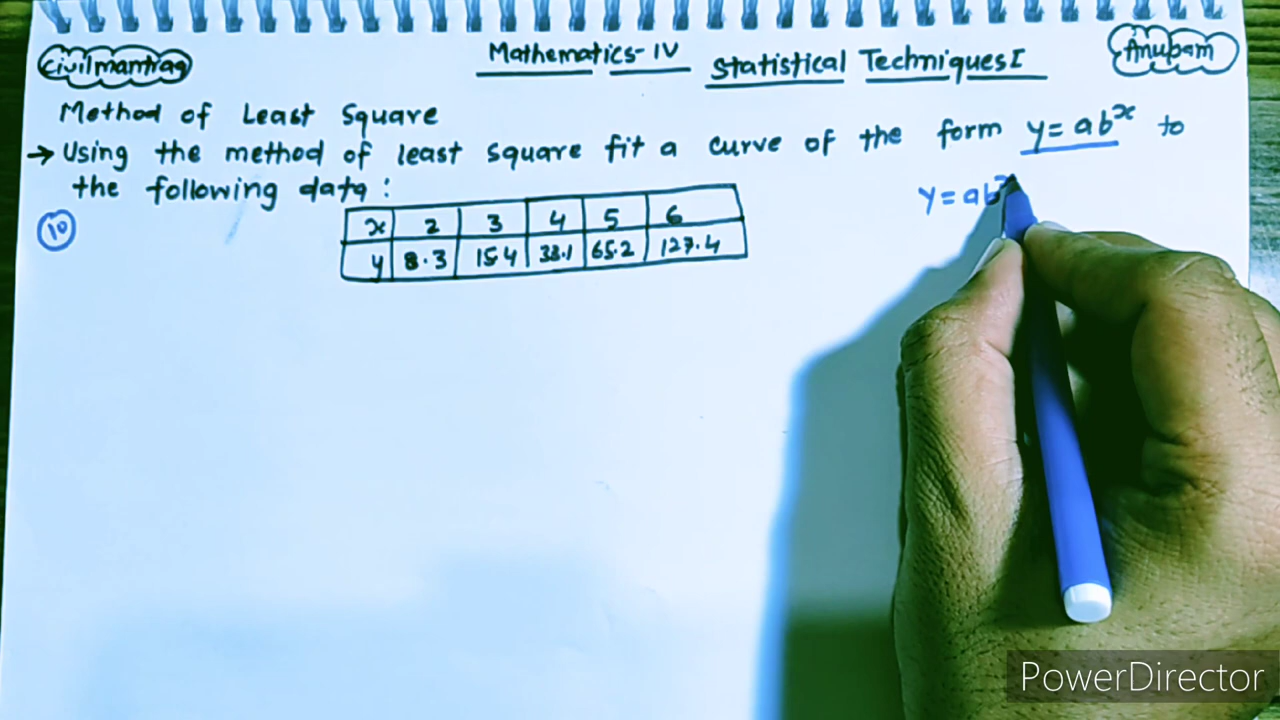 Civilmantraa
Mathematics-IV
Statistical Techniques I
Anupam
Method of Least Square
→ Using the method of least square fit a curve of the form y = ab^x to
the following data :
10
x 2 3 4 5 6
y 8.3 15.4 33.1 65.2 127.4
y = ab^x
PowerDirector